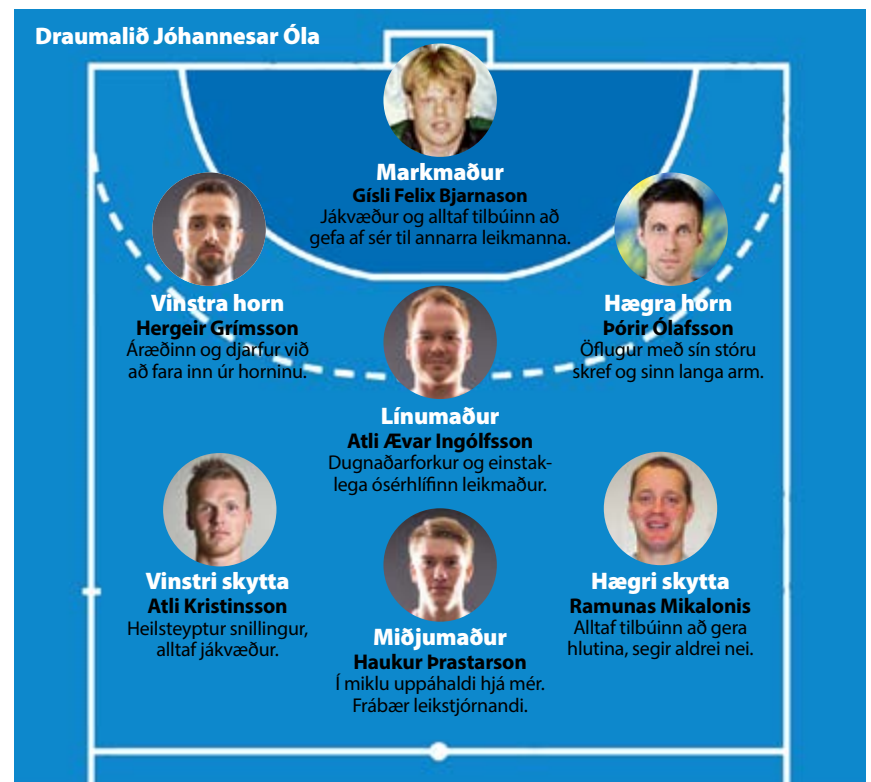 Draumalið Jóhannesar Óla
Markmaður
Gísli Felix Bjarnason
Jákvæður og alltaf tilbúinn að
gefa af sér til annarra leikmanna.
Vinstra horn
Hergeir Grímsson
Áræðinn og djarfur við
að fara inn úr horninu.
Hægra horn
Þórir Ólafsson
Öflugur með sín stóru
skref og sinn langa arm.
Línumaður
Atli Ævar Ingólfsson
Dugnaðarforkur og einstak-
lega ósérhlífinn leikmaður.
Vinstri skytta
Atli Kristinsson
Heilsteyptur snillingur,
alltaf jákvæður.
Miðjumaður
Haukur Þrastarson
Í miklu uppáhaldi hjá mér.
Frábær leikstjórnandi.
Hægri skytta
Ramunas Mikalonis
Alltaf tilbúinn að gera
hlutina, segir aldrei nei.